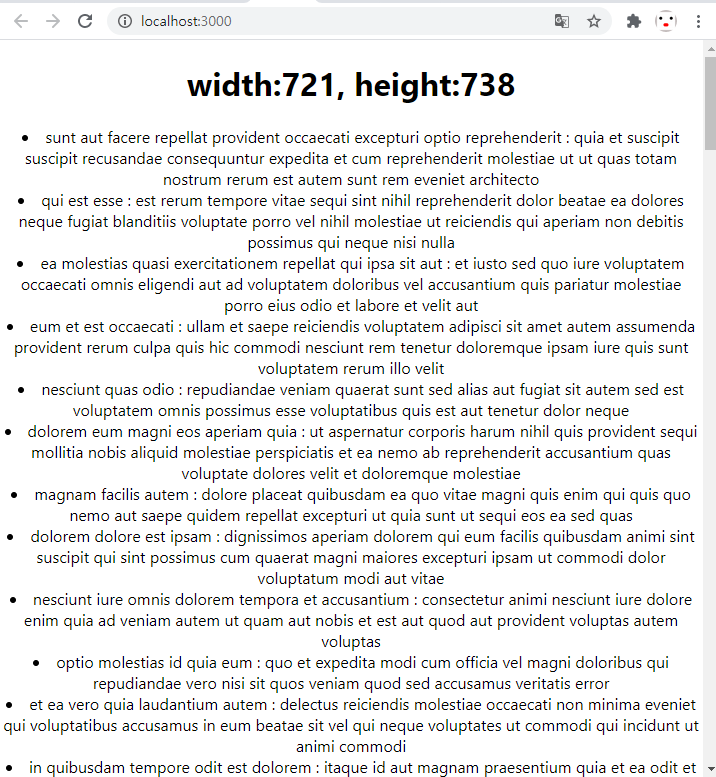 localhost:3000
width:721, height:738
• sunt aut facere repellat provident occaecati excepturi optio reprehenderit : quia et suscipit
suscipit recusandae consequuntur expedita et cum reprehenderit molestiae ut ut quas totam
nostrum rerum est autem sunt rem eveniet architecto
• qui est esse : est rerum tempore vitae sequi sint nihil reprehenderit dolor beatae ea dolores
neque fugiat blanditiis voluptate porro vel nihil molestiae ut reiciendis qui aperiam non debitis
possimus qui neque nisi nulla
• ea molestias quasi exercitationem repellat qui ipsa sit aut : et iusto sed quo iure voluptatem
occaecati omnis eligendi aut ad voluptatem doloribus vel accusantium quis pariatur molestiae
porro eius odio et labore et velit aut
• eum et est occaecati : ullam et saepe reiciendis voluptatem adipisci sit amet autem assumenda
provident rerum culpa quis hic commodi nesciunt rem tenetur doloremque ipsam iure quis sunt
voluptatem rerum illo velit
• nesciunt quas odio : repudiandae veniam quaerat sunt sed alias aut fugiat sit autem sed est
voluptatem omnis possimus esse voluptatibus quis est aut tenetur dolor neque
• dolorem eum magni eos aperiam quia : ut aspernatur corporis harum nihil quis provident sequi
mollitia nobis aliquid molestiae perspiciatis et ea nemo ab reprehenderit accusantium quas
voluptate dolores velit et doloremque molestiae
• magnam facilis autem : dolore placeat quibusdam ea quo vitae magni quis enim qui quis quo
nemo aut saepe quidem repellat excepturi ut quia sunt ut sequi eos ea sed quas
• dolorem dolore est ipsam : dignissimos aperiam dolorem qui eum facilis quibusdam animi sint
suscipit qui sint possimus cum quaerat magni maiores excepturi ipsam ut commodi dolor
voluptatum modi aut vitae
• nesciunt iure omnis dolorem tempora et accusantium : consectetur animi nesciunt iure dolore
enim quia ad veniam autem ut quam aut nobis et est aut quod aut provident voluptas autem
voluptas
• optio molestias id quia eum : quo et expedita modi cum officia vel magni doloribus qui
repudiandae vero nisi sit quos veniam quod sed accusamus veritatis error
• et ea vero quia laudantium autem : delectus reiciendis molestiae occaecati non minima eveniet
qui voluptatibus accusamus in eum beatae sit vel qui neque voluptates ut commodi qui incidunt ut
animi commodi
• in quibusdam tempore odit est dolorem : itaque id aut magnam praesentium quia et ea odit et